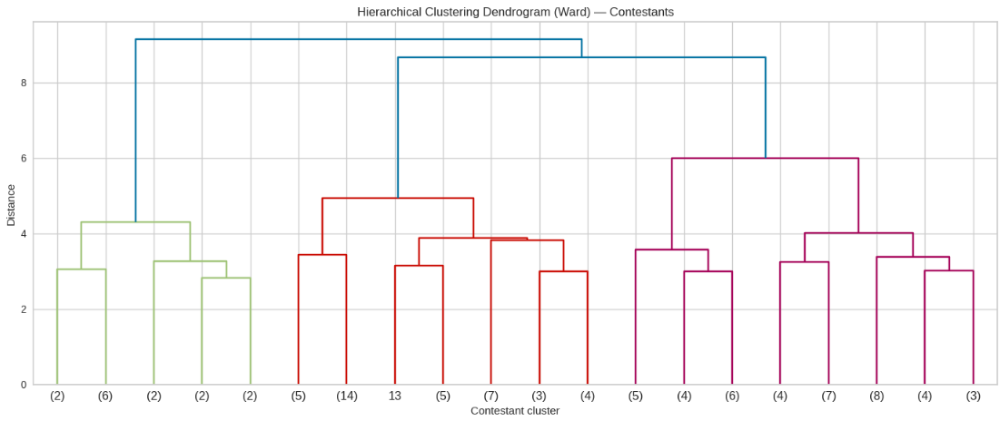 Hierarchical Clustering Dendrogram (Ward) — Contestants
Distance
8
6
4
2
0
(2) (6) (2) (2) (2) (5) (14) 13 (5) (7) (3) (4) (5) (4) (6) (4) (7) (8) (4) (3)
Contestant cluster